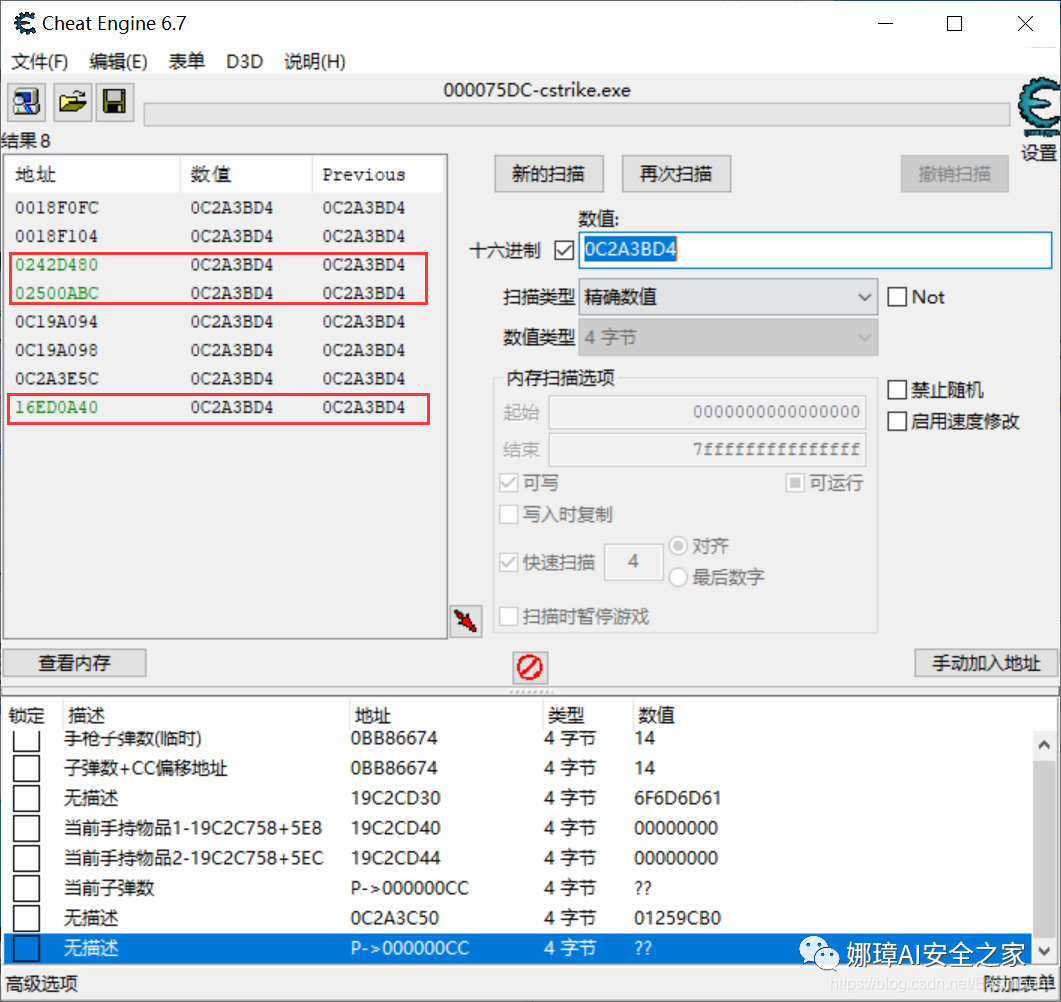 Cheat Engine 6.7
文件(F) 编辑(E) 表单 D3D 说明(H)
000075DC-cstrike.exe
设置
结果 8
地址 数值 Previous
0018F0FC 0C2A3BD4 0C2A3BD4
0018F104 0C2A3BD4 0C2A3BD4
0242D480 0C2A3BD4 0C2A3BD4
02500ABC 0C2A3BD4 0C2A3BD4
0C19A094 0C2A3BD4 0C2A3BD4
0C19A098 0C2A3BD4 0C2A3BD4
0C2A3E5C 0C2A3BD4 0C2A3BD4
16ED0A40 0C2A3BD4 0C2A3BD4
新的扫描 再次扫描 撤销扫描
数值:
十六进制 0C2A3BD4
扫描类型 精确数值 Not
数值类型 4 字节
内存扫描选项
起始 0000000000000000
结束 7fffffffffffffff
禁止随机
启用速度修改
可写 可运行
写入时复制
快速扫描 4 对齐
最后数字
扫描时暂停游戏
查看内存 手动加入地址
锁定 描述 地址 类型 数值
手枪子弹数(临时) 0BB86674 4 字节 14
子弹数+CC偏移地址 0BB86674 4 字节 14
无描述 19C2CD30 4 字节 6F6D6D61
当前手持物品1-19C2C758+5E8 19C2CD40 4 字节 00000000
当前手持物品2-19C2C758+5EC 19C2CD44 4 字节 00000000
当前子弹数 P->000000CC 4 字节 ??
无描述 0C2A3C50 4 字节 01259CB0
无描述 P->000000CC 4 字节 ??
娜璋AI安全之家
高级选项 附加表单